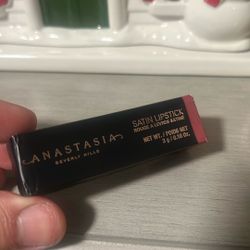 ANASTASIA
BEVERLY HILLS
SATIN LIPSTICK
ROUGE À LÈVRES SATINÉ
NET WT. / POIDS NET
3 g / 0.10 Oz.